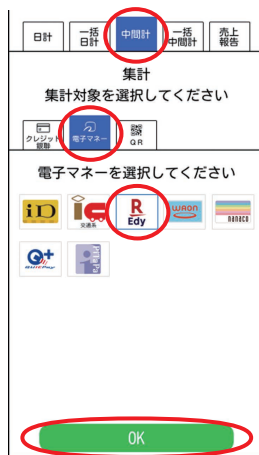 日計 一括日計 中間計 一括中間計 売上報告
集計
集計対象を選択してください
クレジット銀聯 電子マネー QR
電子マネーを選択してください
iD 交通系 R Edy WAON nanaco
Q+ QUICPay PiTaPa
OK